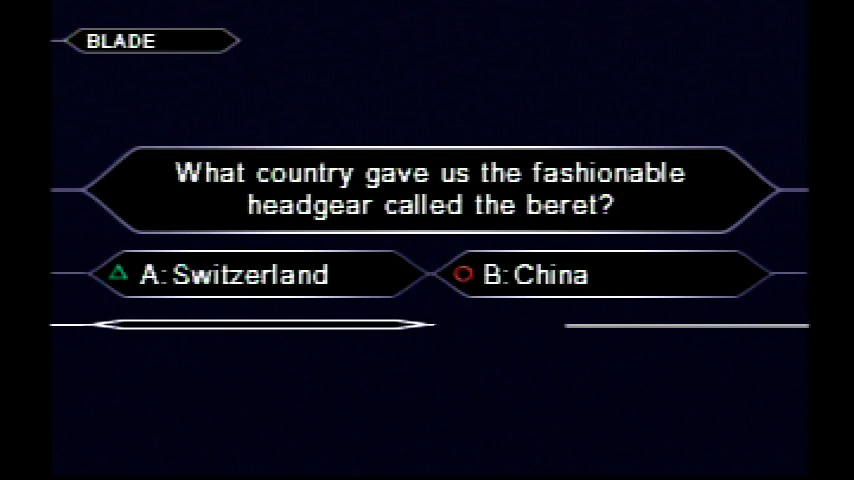 BLADE
What country gave us the fashionable
headgear called the beret?
A: Switzerland
B: China